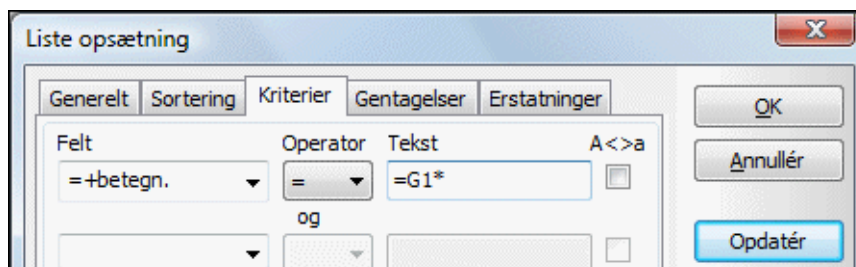 Liste opsætning
Generelt Sortering Kriterier Gentagelser Erstatninger
OK
Felt Operator Tekst A<>a
Annullér
=+betegn. = =G1*
og
Opdatér